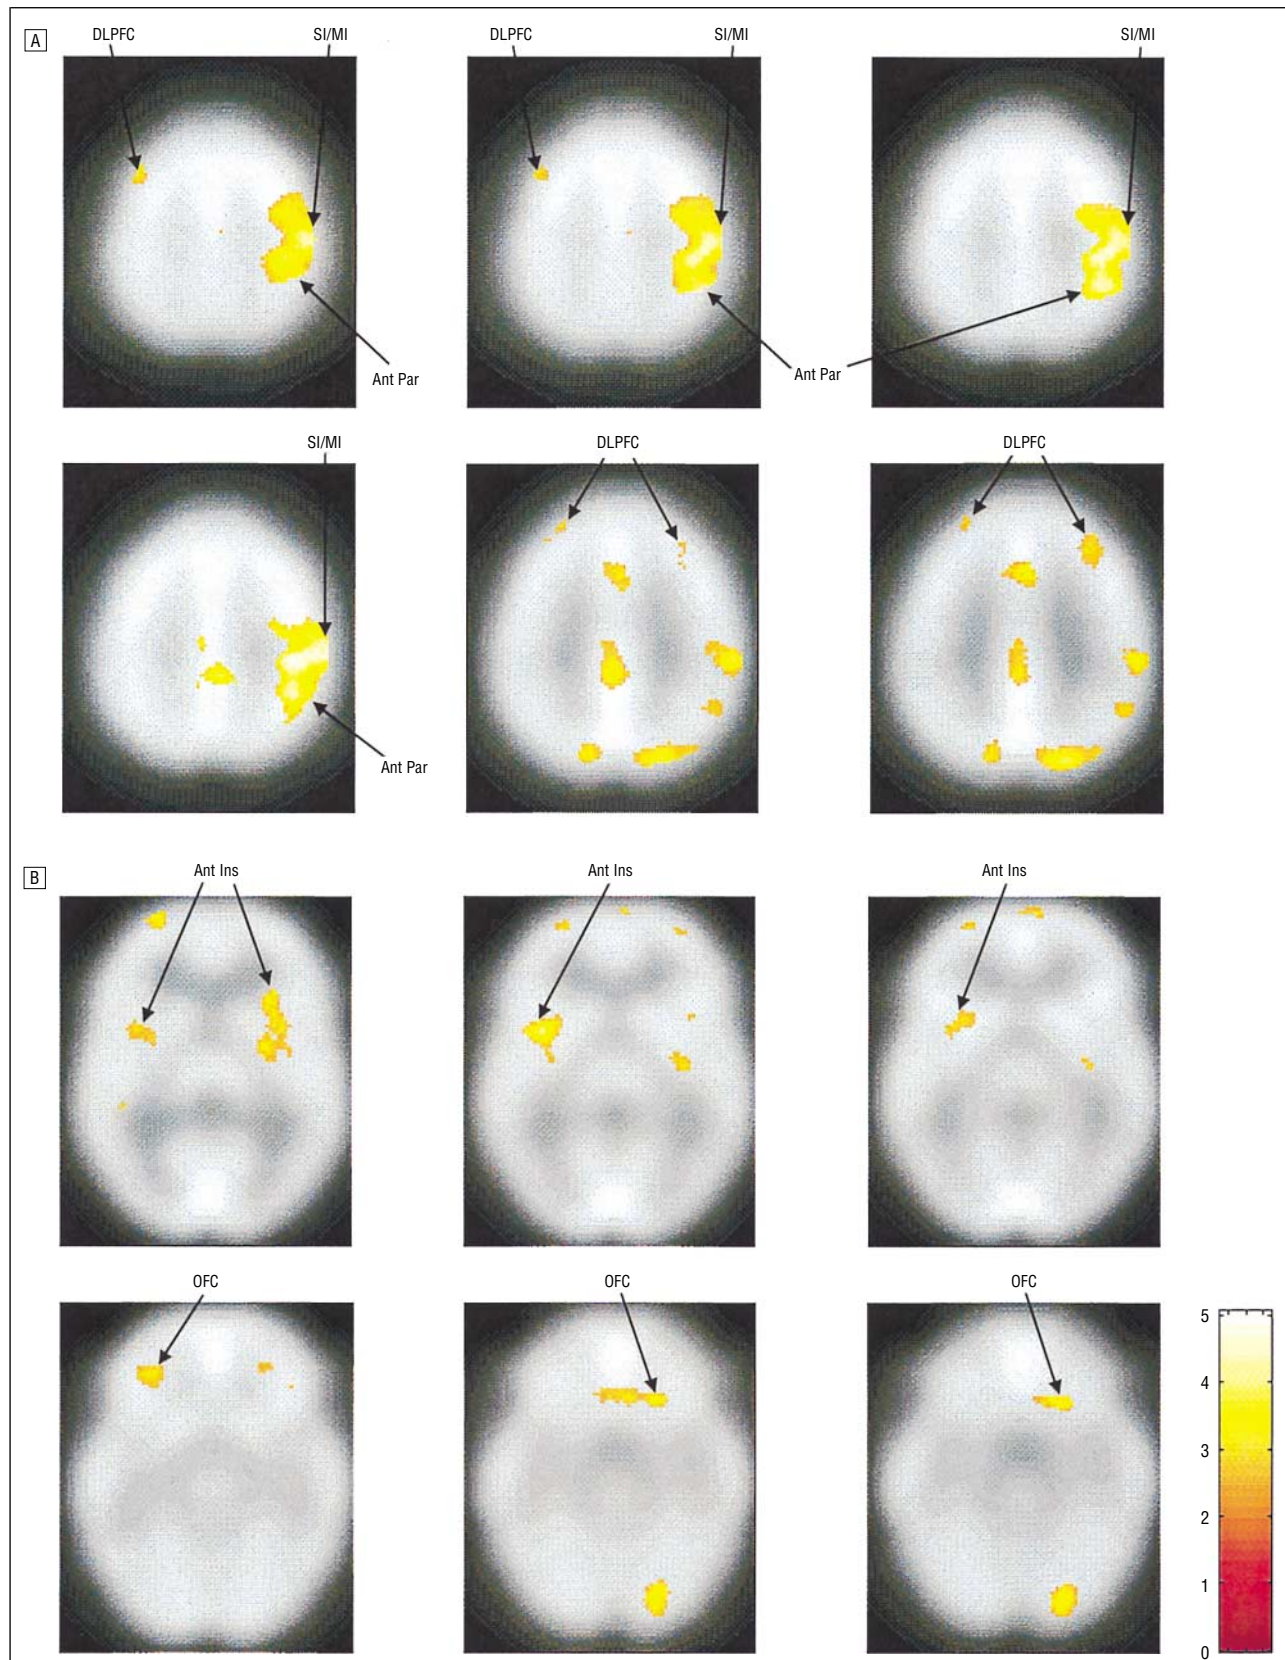 A
DLPFC SI/MI DLPFC SI/MI SI/MI
Ant Par Ant Par
SI/MI DLPFC DLPFC
Ant Par
B
Ant Ins Ant Ins Ant Ins
OFC OFC OFC
5
4
3
2
1
0